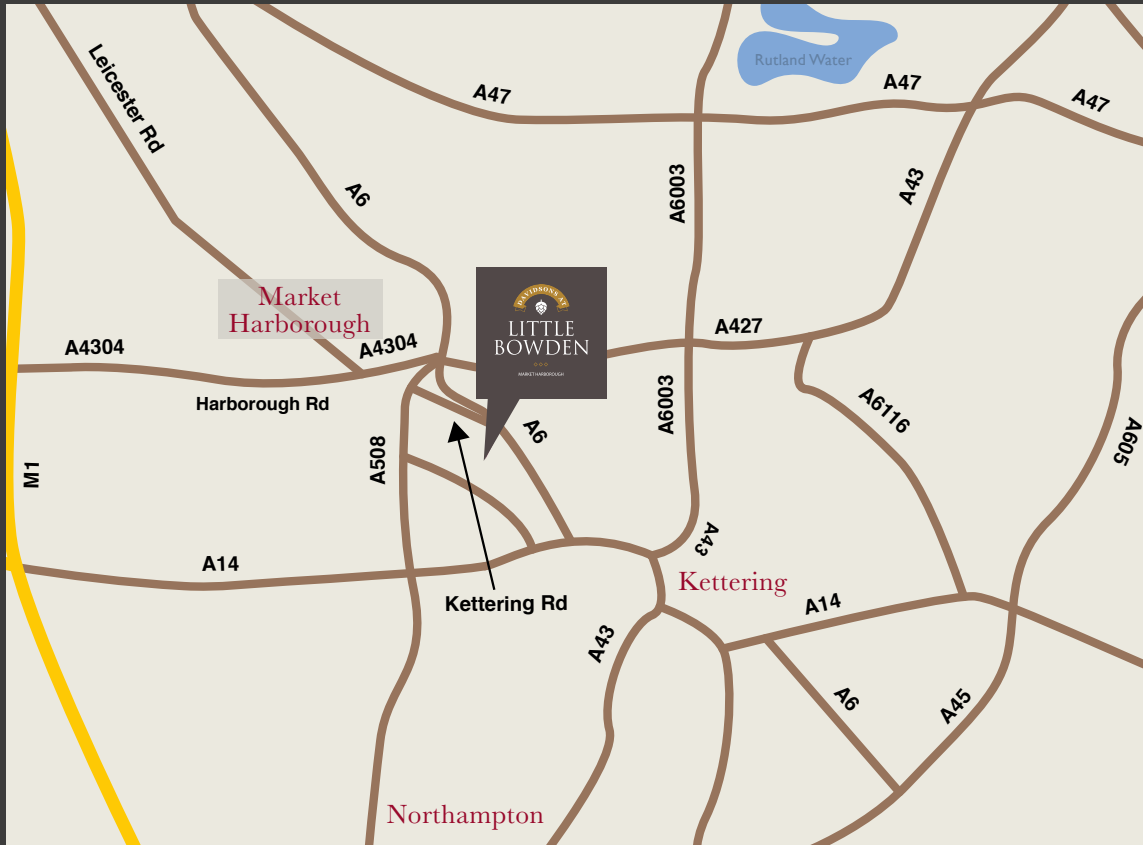 Rutland Water
Leicester Rd
A47
A47
A47
A6
A6003
A43
Market
Harborough
DAVIDSONS AT
LITTLE
BOWDEN
MARKET HARBOROUGH
A4304
A4304
A427
Harborough Rd
A6003
A6116
A6
A605
A508
M1
A43
A14
Kettering
Kettering Rd
A14
A43
A6
A45
Northampton